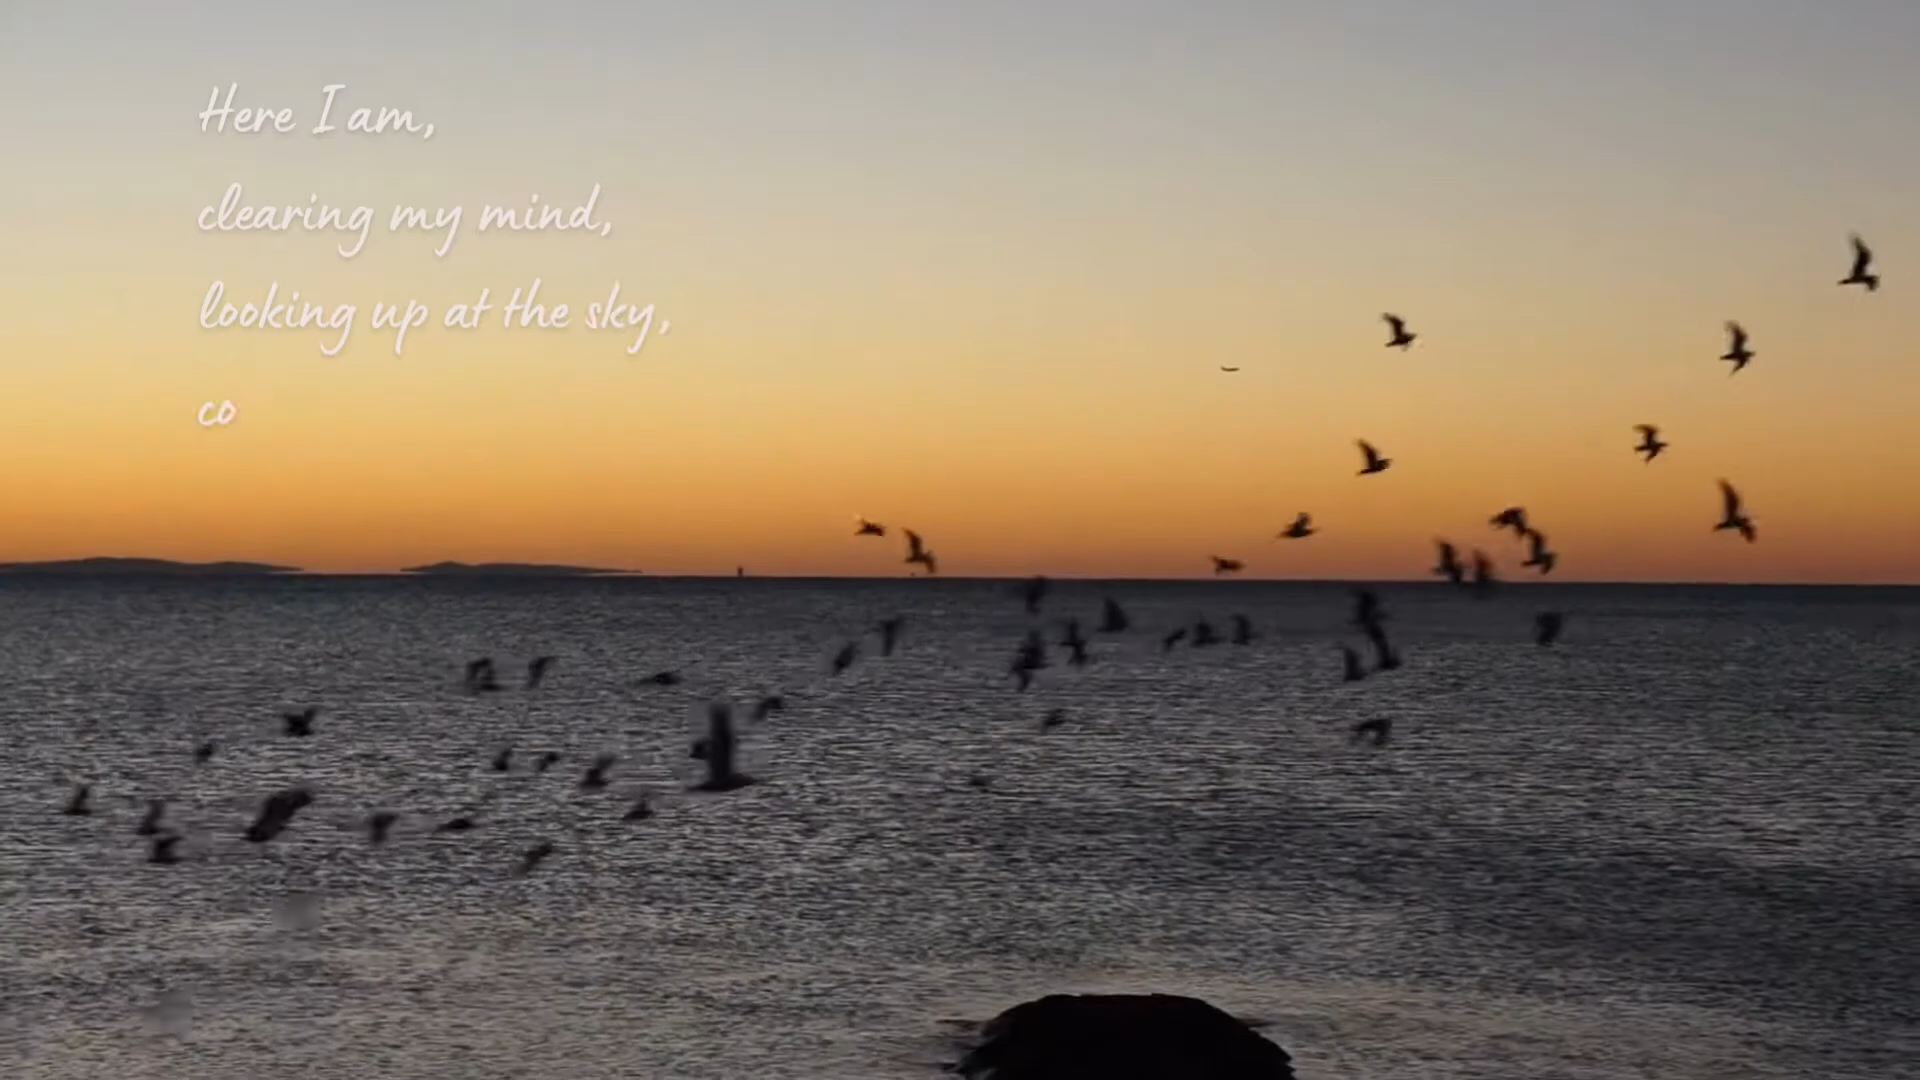 Here I am,
clearing my mind,
looking up at the sky,
co